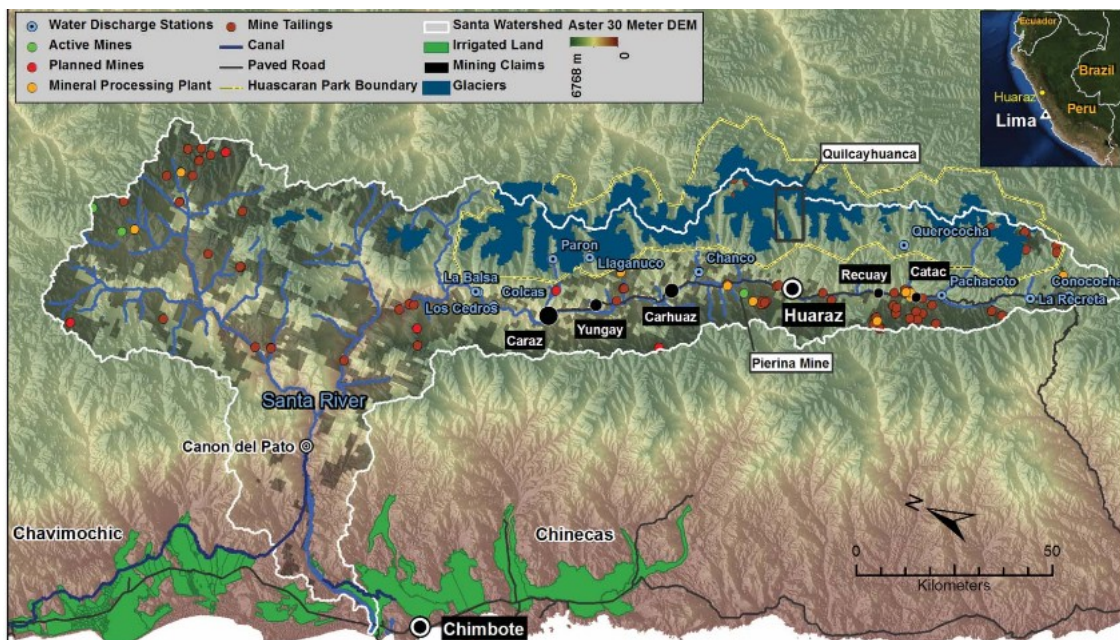 Water Discharge Stations
Active Mines
Planned Mines
Mineral Processing Plant
Mine Tailings
Canal
Paved Road
Huascaran Park Boundary
Santa Watershed
Irrigated Land
Mining Claims
Glaciers
Aster 30 Meter DEM
6768 m
0
Ecuador
Brazil
Huaraz
Peru
Lima
Quilcayhuanca
Querococha
Paron
Llaganuco
Chanco
La Balsa
Recuay
Catac
Pachacoto
Conococha
Los Cedros
Colcas
La Recreta
Caraz
Yungay
Carhuaz
Huaraz
Pierina Mine
Santa River
Canon del Pato
N
Chavimochic
Chinecas
0
50
Kilometers
Chimbote